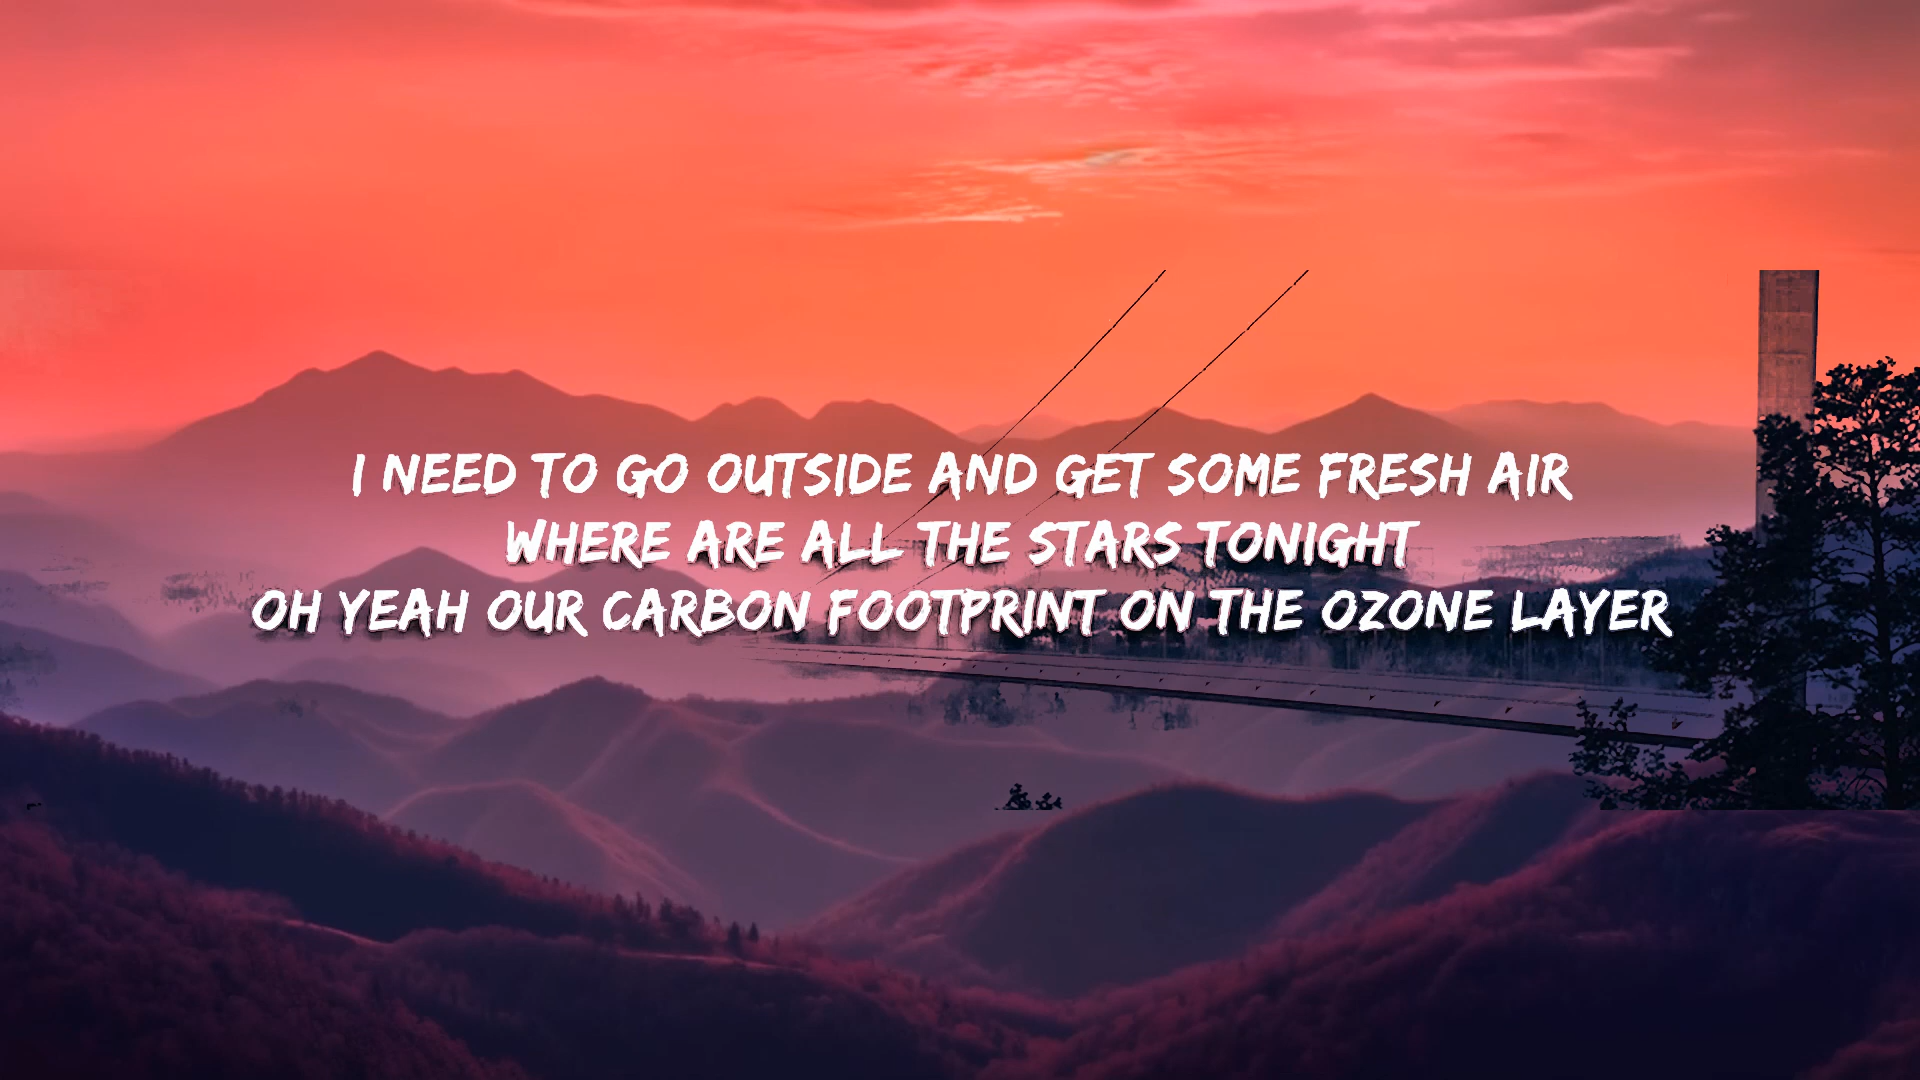 I NEED TO GO OUTSIDE AND GET SOME FRESH AIR
WHERE ARE ALL THE STARS TONIGHT
OH YEAH OUR CARBON FOOTPRINT ON THE OZONE LAYER